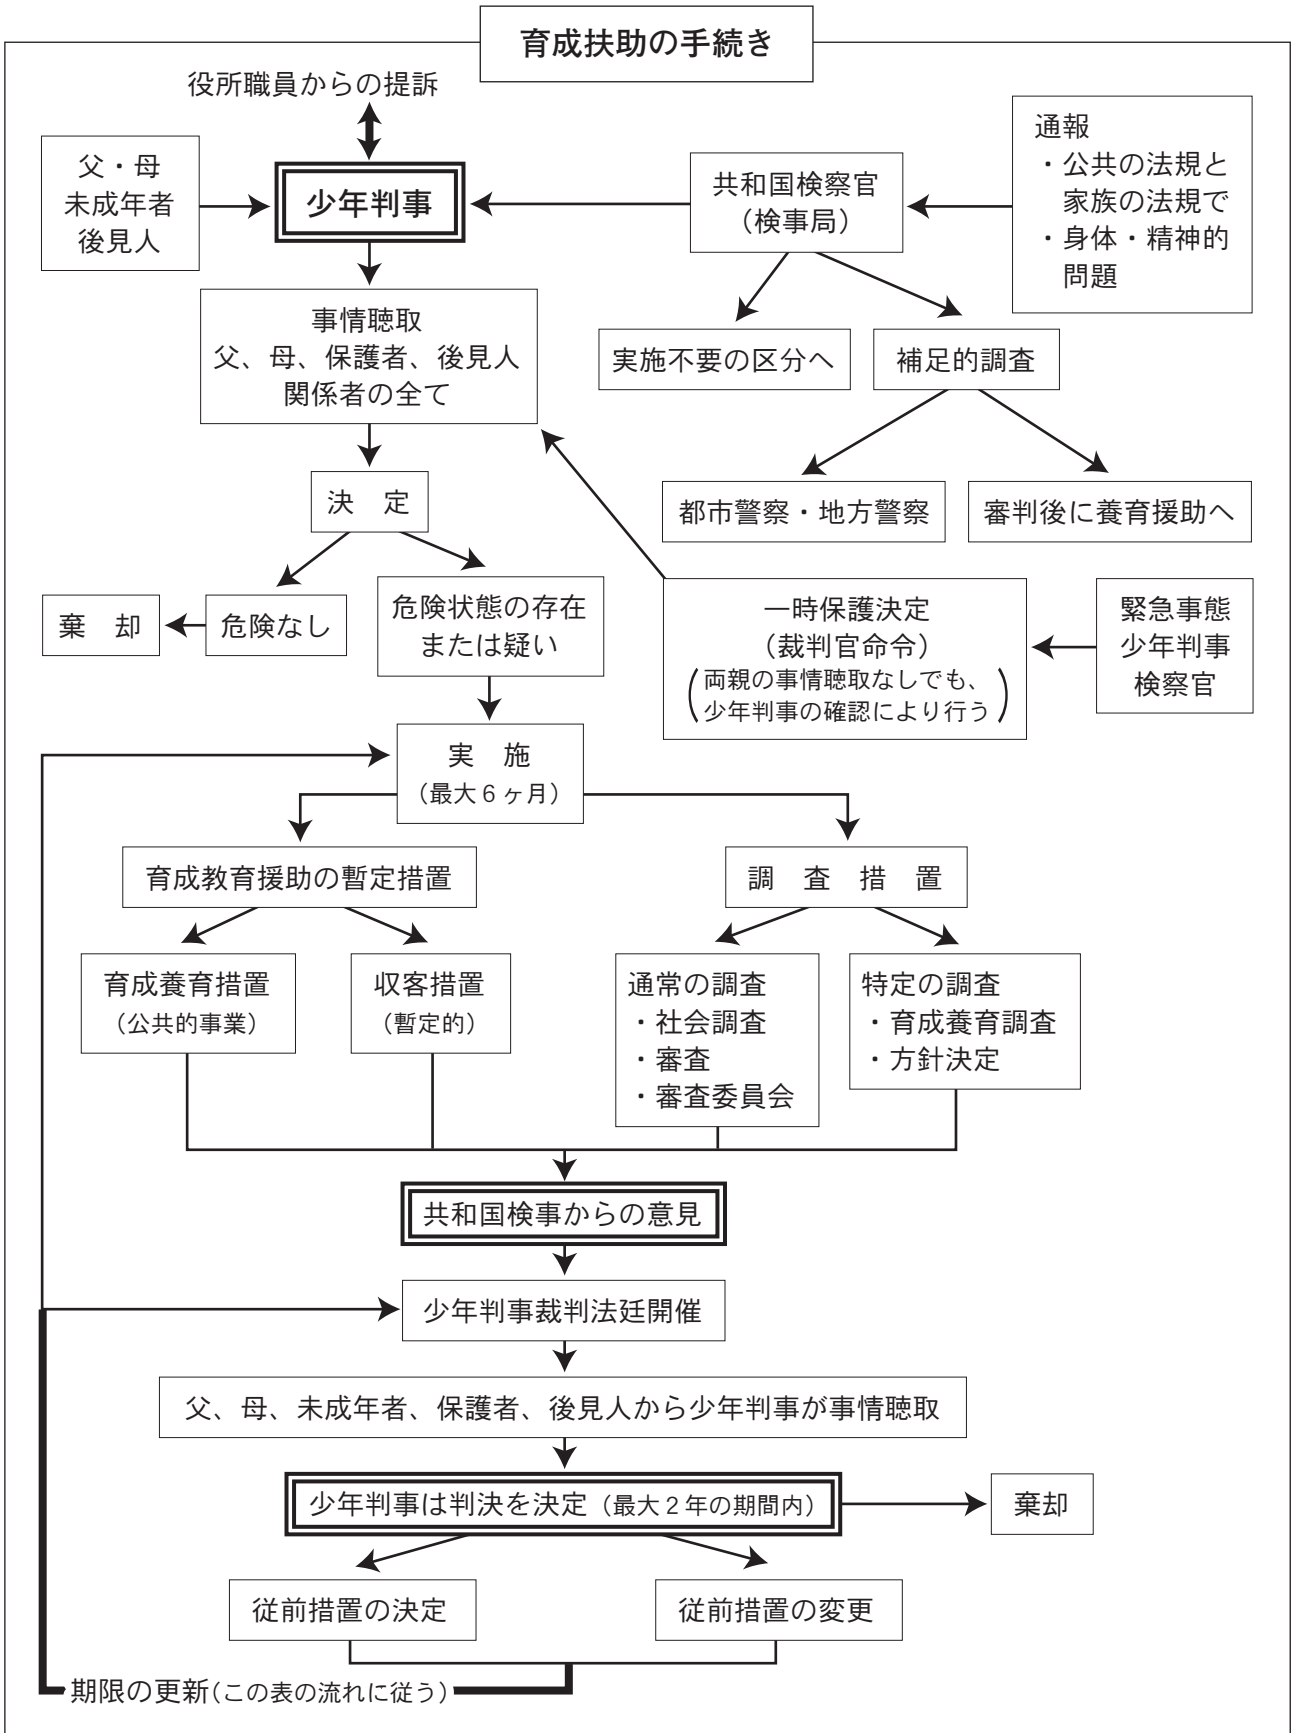 育成扶助の手続き
役所職員からの提訴
父・母
未成年者
後見人
少年判事
共和国検察官
（検事局）
通報
・公共の法規と
家族の法規で
・身体・精神的
問題
事情聴取
父、母、保護者、後見人
関係者の全て
実施不要の区分へ
補足的調査
決　定
都市警察・地方警察
審判後に養育援助へ
棄　却
危険なし
危険状態の存在
または疑い
一時保護決定
（裁判官命令）
（両親の事情聴取なしでも、
少年判事の確認により行う）
緊急事態
少年判事
検察官
実　施
（最大６ヶ月）
育成教育援助の暫定措置
調　査　措　置
育成養育措置
（公共的事業）
収客措置
（暫定的）
通常の調査
・社会調査
・審査
・審査委員会
特定の調査
・育成養育調査
・方針決定
共和国検事からの意見
少年判事裁判法廷開催
父、母、未成年者、保護者、後見人から少年判事が事情聴取
少年判事は判決を決定（最大２年の期間内）
棄却
従前措置の決定
従前措置の変更
期限の更新（この表の流れに従う）